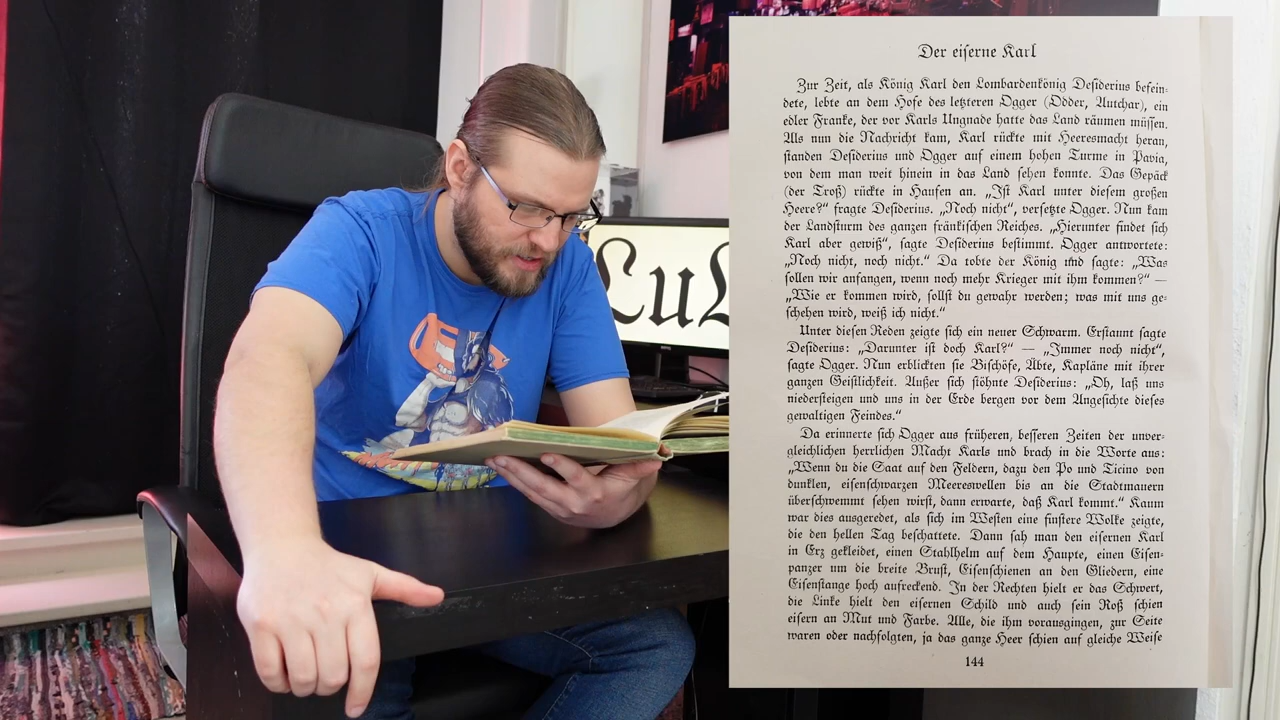 LuL
Der eiserne Karl
Zur Zeit, als König Karl den Lombardenkönig Desiderius befein-
dete, lebte an dem Hofe des letzteren Ogger (Odder, Autchar), ein
edler Franke, der vor Karls Ungnade hatte das Land räumen müssen.
Als nun die Nachricht kam, Karl rückte mit Heeresmacht heran,
standen Desiderius und Ogger auf einem hohen Turme in Pavia,
von dem man weit hinein in das Land sehen konnte. Das Gepäck
(der Troß) rückte in Haufen an. „Ist Karl unter diesem großen
Heere?“ fragte Desiderius. „Noch nicht“, versetzte Ogger. Nun kam
der Landsturm des ganzen fränkischen Reiches. „Hierunter findet sich
Karl aber gewiß“, sagte Desiderius bestimmt. Ogger antwortete:
„Noch nicht, noch nicht.“ Da tobte der König und sagte: „Was
sollen wir anfangen, wenn noch mehr Krieger mit ihm kommen?“ —
„Wie er kommen wird, sollst du gewahr werden; was mit uns ge-
schehen wird, weiß ich nicht.“
Unter diesen Reden zeigte sich ein neuer Schwarm. Erstaunt sagte
Desiderius: „Darunter ist doch Karl?“ — „Immer noch nicht“,
sagte Ogger. Nun erblickten sie Bischöfe, Äbte, Kapläne mit ihrer
ganzen Geistlichkeit. Außer sich stöhnte Desiderius: „Oh, laß uns
niedersteigen und uns in der Erde bergen vor dem Angesichte dieses
gewaltigen Feindes.“
Da erinnerte sich Ogger aus früheren, besseren Zeiten der unver-
gleichlichen herrlichen Macht Karls und brach in die Worte aus:
„Wenn du die Saat auf den Feldern, dazu den Po und Ticino von
dunklen, eisenschwarzen Meereswellen bis an die Stadtmauern
überschwemmt sehen wirst, dann erwarte, daß Karl kommt.“ Kaum
war dies ausgeredet, als sich im Westen eine finstere Wolke zeigte,
die den hellen Tag beschattete. Dann sah man den eisernen Karl
in Erz gekleidet, einen Stahlhelm auf dem Haupte, einen Eisen-
panzer um die breite Brust, Eisenschienen an den Gliedern, eine
Eisenstange hoch aufreckend. In der Rechten hielt er das Schwert,
die Linke hielt den eisernen Schild und auch sein Roß schien
eisern an Mut und Farbe. Alle, die ihm vorausgingen, zur Seite
waren oder nachfolgten, ja das ganze Heer schien auf gleiche Weise
144